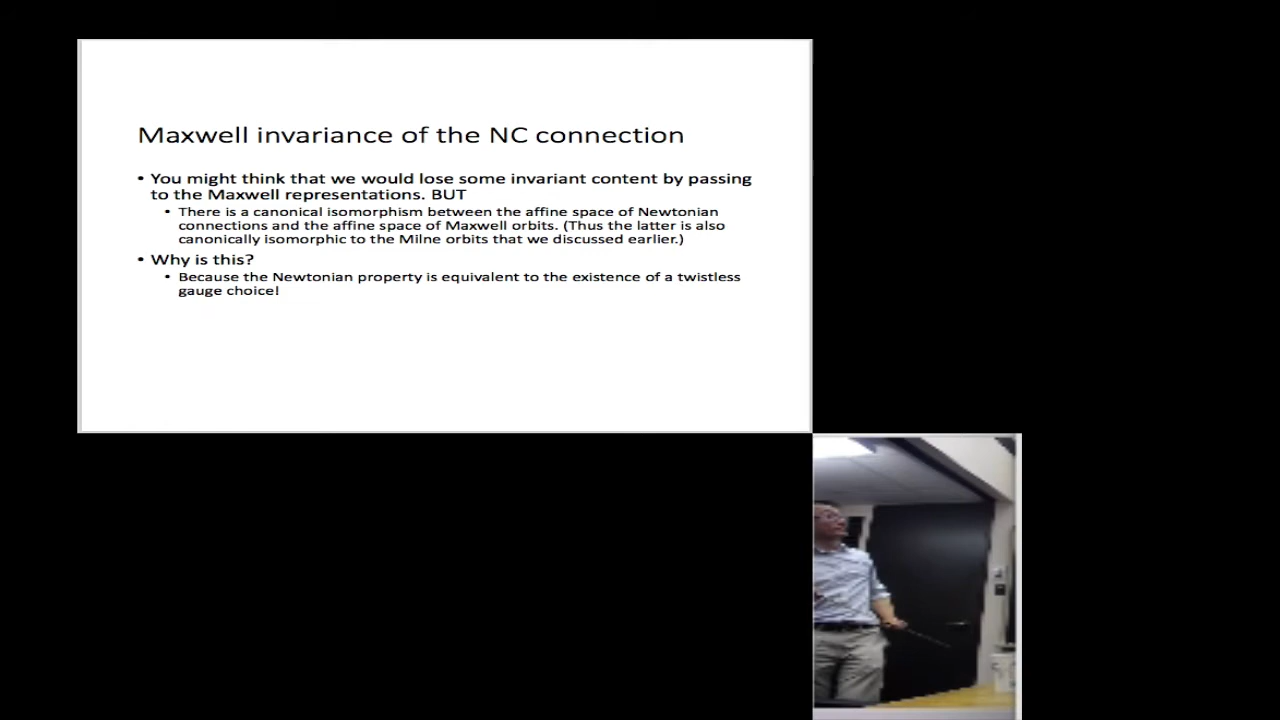 Maxwell invariance of the NC connection
• You might think that we would lose some invariant content by passing
to the Maxwell representations. BUT
• There is a canonical isomorphism between the affine space of Newtonian
connections and the affine space of Maxwell orbits. (Thus the latter is also
canonically isomorphic to the Milne orbits that we discussed earlier.)
• Why is this?
• Because the Newtonian property is equivalent to the existence of a twistless
gauge choice!